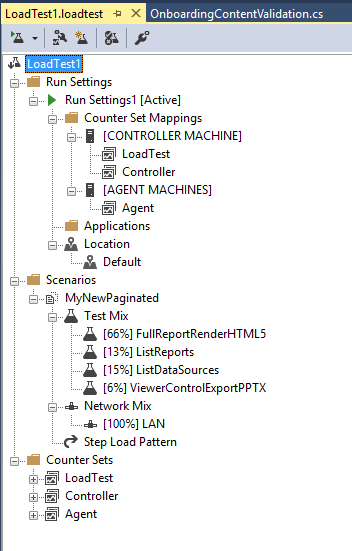 LoadTest1.loadtest
OnboardingContentValidation.cs
LoadTest1
Run Settings
Run Settings1 [Active]
Counter Set Mappings
[CONTROLLER MACHINE]
LoadTest
Controller
[AGENT MACHINES]
Agent
Applications
Location
Default
Scenarios
MyNewPaginated
Test Mix
[66%] FullReportRenderHTML5
[13%] ListReports
[15%] ListDataSources
[6%] ViewerControlExportPPTX
Network Mix
[100%] LAN
Step Load Pattern
Counter Sets
LoadTest
Controller
Agent